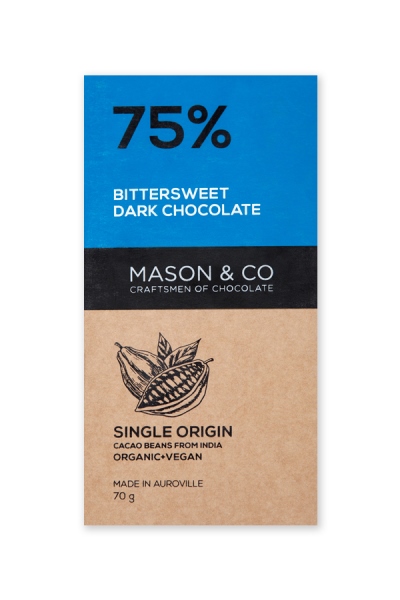 75%
BITTERSWEET
DARK CHOCOLATE
MASON & CO
CRAFTSMEN OF CHOCOLATE
SINGLE ORIGIN
CACAO BEANS FROM INDIA
ORGANIC+VEGAN
MADE IN AUROVILLE
70 g